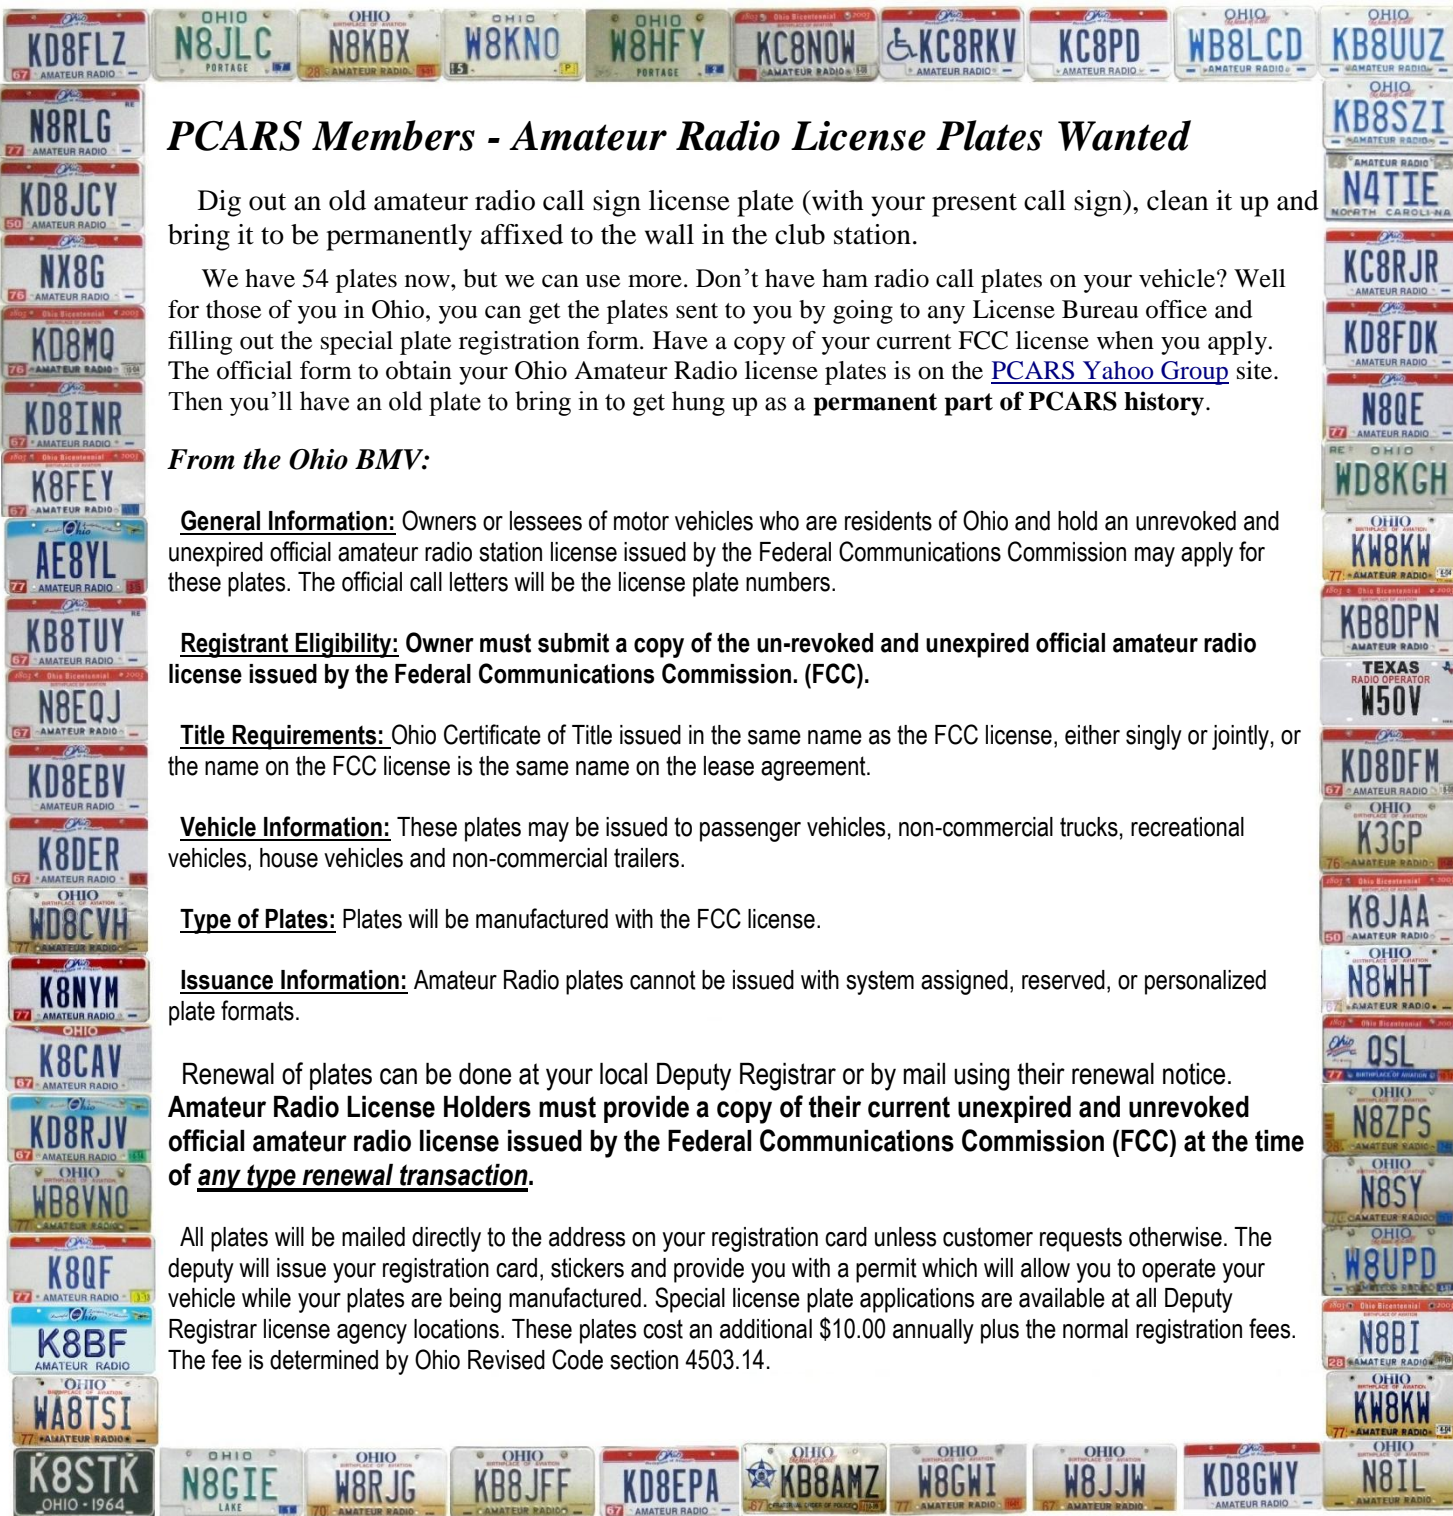 KD8FLZ N8JLC N8KBX W8KNO W8HFY KC8NOW KC8RKV KC8PD WB8LCD KB8UUZ
N8RLG
KD8JCY
NX8G
KD8MQ
KD8INR
K8FEY
AE8YL
KB8TUY
N8EQJ
KD8EBV
K8DER
WD8CVH
K8NYM
K8CAV
KD8RJV
WB8VNO
K8QF
K8BF
WA8TSI
PCARS Members - Amateur Radio License Plates Wanted
Dig out an old amateur radio call sign license plate (with your present call sign), clean it up and
bring it to be permanently affixed to the wall in the club station.
We have 54 plates now, but we can use more. Don’t have ham radio call plates on your vehicle? Well
for those of you in Ohio, you can get the plates sent to you by going to any License Bureau office and
filling out the special plate registration form. Have a copy of your current FCC license when you apply.
The official form to obtain your Ohio Amateur Radio license plates is on the PCARS Yahoo Group site.
Then you’ll have an old plate to bring in to get hung up as a permanent part of PCARS history.
From the Ohio BMV:
General Information: Owners or lessees of motor vehicles who are residents of Ohio and hold an unrevoked and
unexpired official amateur radio station license issued by the Federal Communications Commission may apply for
these plates. The official call letters will be the license plate numbers.
Registrant Eligibility: Owner must submit a copy of the un-revoked and unexpired official amateur radio
license issued by the Federal Communications Commission. (FCC).
Title Requirements: Ohio Certificate of Title issued in the same name as the FCC license, either singly or jointly, or
the name on the FCC license is the same name on the lease agreement.
Vehicle Information: These plates may be issued to passenger vehicles, non-commercial trucks, recreational
vehicles, house vehicles and non-commercial trailers.
Type of Plates: Plates will be manufactured with the FCC license.
Issuance Information: Amateur Radio plates cannot be issued with system assigned, reserved, or personalized
plate formats.
Renewal of plates can be done at your local Deputy Registrar or by mail using their renewal notice.
Amateur Radio License Holders must provide a copy of their current unexpired and unrevoked
official amateur radio license issued by the Federal Communications Commission (FCC) at the time
of any type renewal transaction.
All plates will be mailed directly to the address on your registration card unless customer requests otherwise. The
deputy will issue your registration card, stickers and provide you with a permit which will allow you to operate your
vehicle while your plates are being manufactured. Special license plate applications are available at all Deputy
Registrar license agency locations. These plates cost an additional $10.00 annually plus the normal registration fees.
The fee is determined by Ohio Revised Code section 4503.14.
KB8SZI
AMATEUR RADIO
N4TIE
NORTH CAROLINA
KC8RJR
KD8FDK
N8QE
WD8KGH
KW8KW
KB8DPN
TEXAS
RADIO OPERATOR
W5OV
KD8DFM
K3GP
K8JAA
N8WHT
QSL
N8ZPS
N8SY
W8UPD
N8BI
KW8KW
K8STK N8GIE W8RJG KB8JFF KD8EPA KB8AMZ W8GWI W8JJW KD8GWY N8IL
OHIO · 1964 LAKE